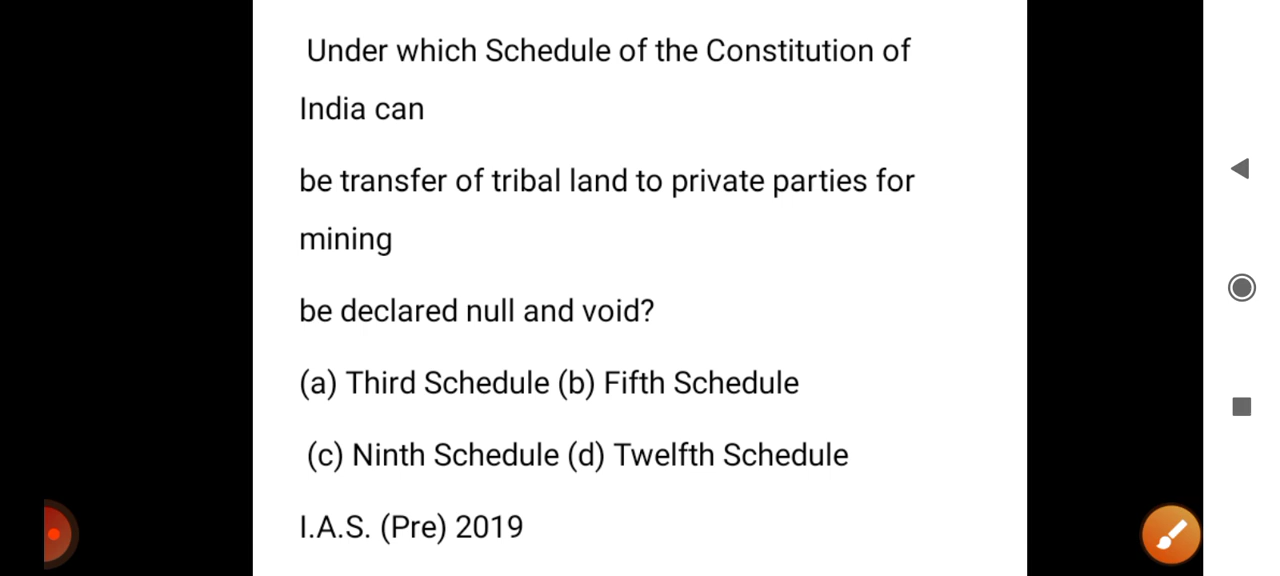 Under which Schedule of the Constitution of
India can
be transfer of tribal land to private parties for
mining
be declared null and void?
(a) Third Schedule (b) Fifth Schedule
(c) Ninth Schedule (d) Twelfth Schedule
I.A.S. (Pre) 2019